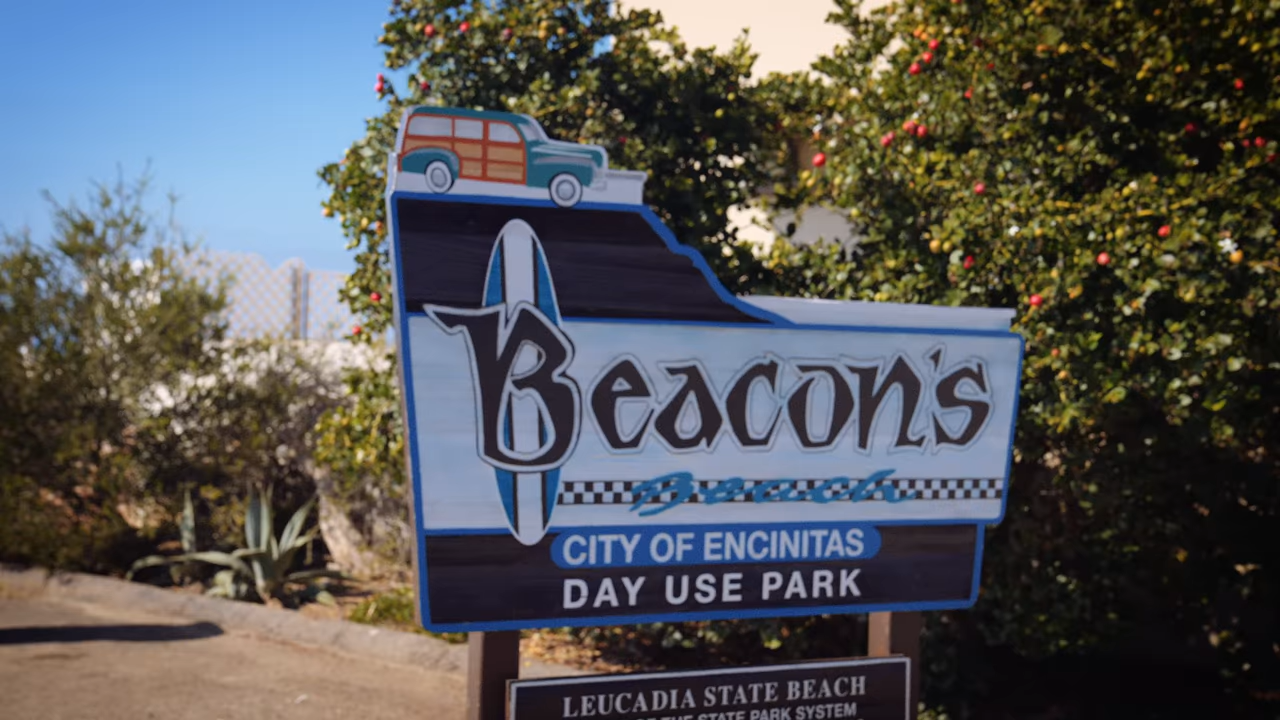 Beacon's
Beach
CITY OF ENCINITAS
DAY USE PARK
LEUCADIA STATE BEACH
OF THE STATE PARK SYSTEM